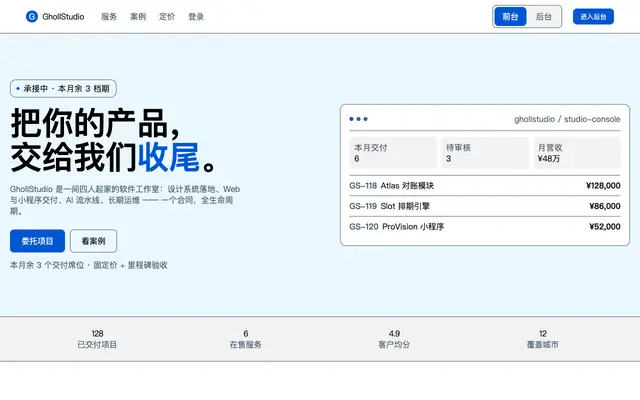 G GhollStudio 服务 案例 定价 登录 前台 后台 进入后台
承接中 · 本月余 3 档期
把你的产品，
交给我们收尾。
GhollStudio 是一间四人起家的软件工作室：设计系统落地、Web
与小程序交付、AI 流水线、长期运维 —— 一个合同，全生命周
期。
委托项目 看案例
本月余 3 个交付席位 · 固定价 + 里程碑验收
ghollstudio / studio-console
本月交付 待审核 月营收
6 3 ¥48万
GS-118 Atlas 对账模块 ¥128,000
GS-119 Slot 排期引擎 ¥86,000
GS-120 ProVision 小程序 ¥52,000
128 6 4.9 12
已交付项目 在售服务 客户均分 覆盖城市